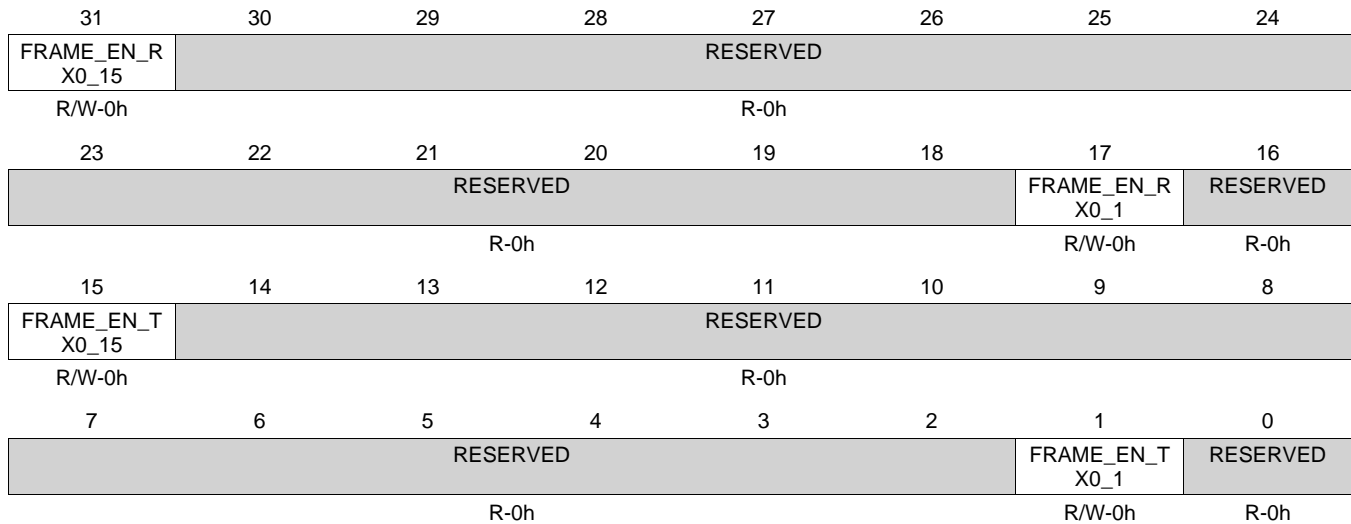 31 30 29 28 27 26 25 24
FRAME_EN_R RESERVED
X0_15
R/W-0h R-0h
23 22 21 20 19 18 17 16
RESERVED FRAME_EN_R RESERVED
X0_1
R-0h R/W-0h R-0h
15 14 13 12 11 10 9 8
FRAME_EN_T RESERVED
X0_15
R/W-0h R-0h
7 6 5 4 3 2 1 0
RESERVED FRAME_EN_T RESERVED
X0_1
R-0h R/W-0h R-0h